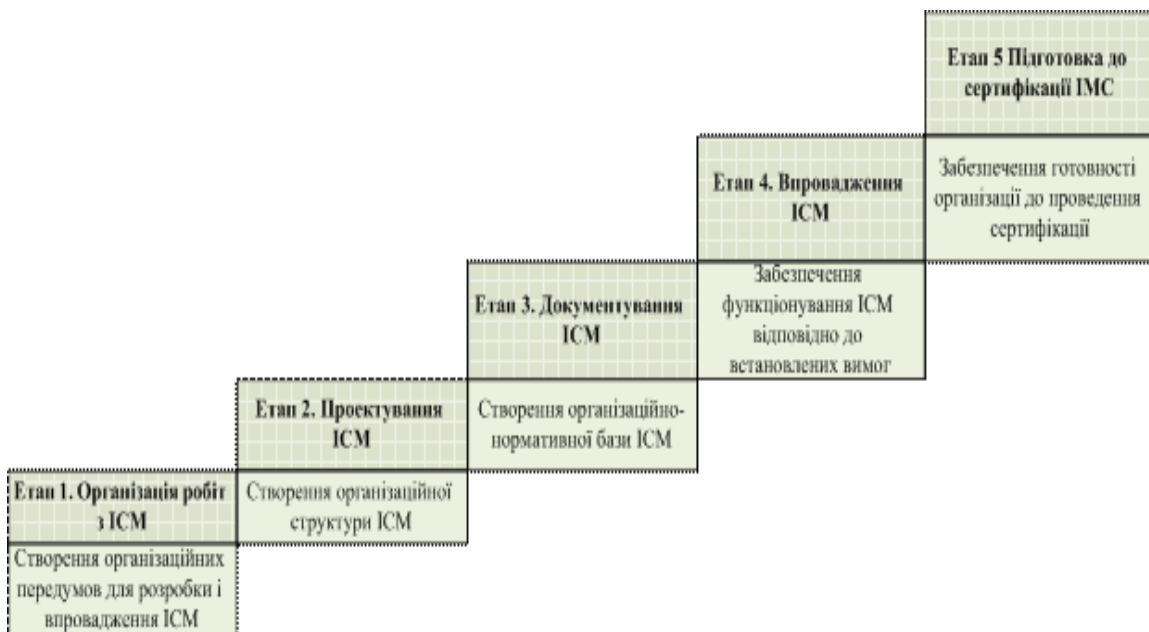 Етап 1. Організація робіт
з ІСМ
Створення організаційних
передумов для розробки і
впровадження ІСМ
Етап 2. Проектування
ІСМ
Створення організаційної
структури ІСМ
Етап 3. Документування
ІСМ
Створення організаційно-
нормативної бази ІСМ
Етап 4. Впровадження
ІСМ
Забезпечення
функціонування ІСМ
відповідно до
встановлених вимог
Етап 5 Підготовка до
сертифікації ІМС
Забезпечення готовності
організації до проведення
сертифікації